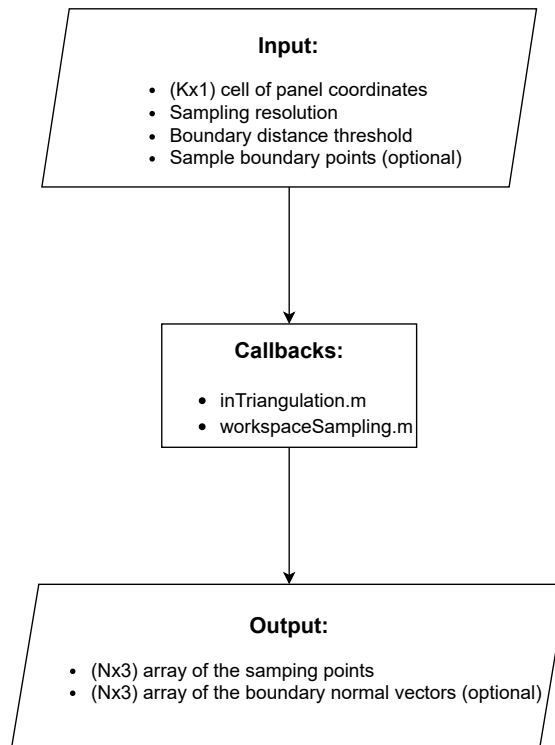 Input:
• (Kx1) cell of panel coordinates
• Sampling resolution
• Boundary distance threshold
• Sample boundary points (optional)
Callbacks:
• inTriangulation.m
• workspaceSampling.m
Output:
• (Nx3) array of the samping points
• (Nx3) array of the boundary normal vectors (optional)